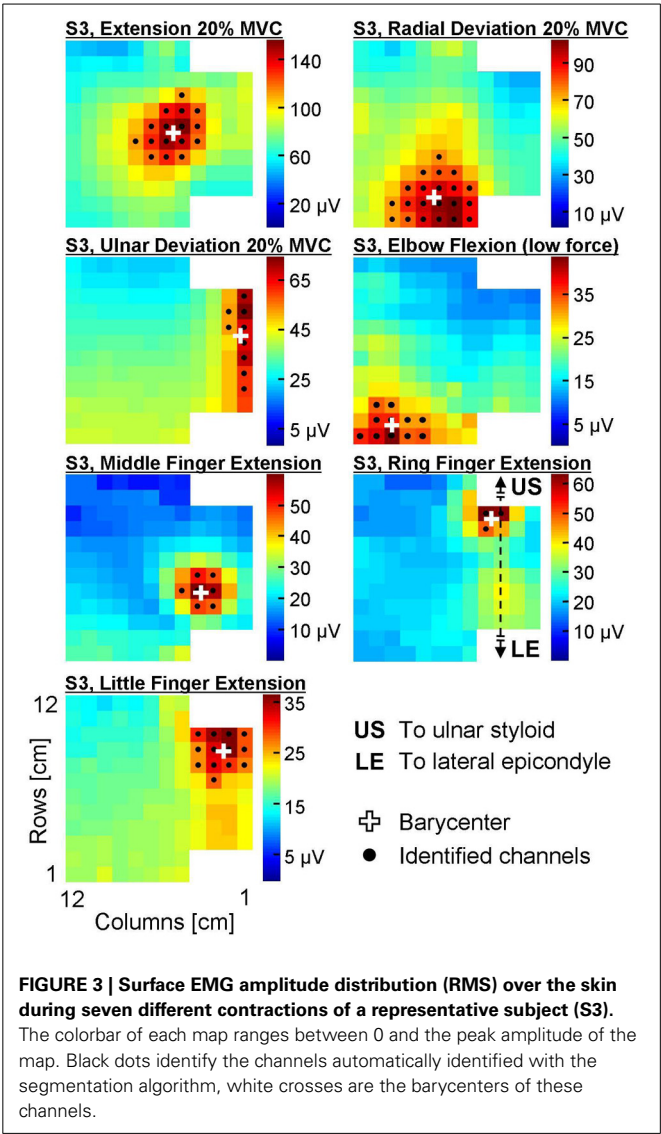 S3, Extension 20% MVC
140
100
60
20 µV
S3, Radial Deviation 20% MVC
90
70
50
30
10 µV
S3, Ulnar Deviation 20% MVC
65
45
25
5 µV
S3, Elbow Flexion (low force)
35
25
15
5 µV
S3, Middle Finger Extension
50
40
30
20
10 µV
S3, Ring Finger Extension
US
LE
60
50
40
30
20
10 µV
S3, Little Finger Extension
12
Rows [cm]
1
12
1
Columns [cm]
35
25
15
5 µV
US To ulnar styloid
LE To lateral epicondyle
Barycenter
Identified channels
FIGURE 3 | Surface EMG amplitude distribution (RMS) over the skin
during seven different contractions of a representative subject (S3).
The colorbar of each map ranges between 0 and the peak amplitude of the
map. Black dots identify the channels automatically identified with the
segmentation algorithm, white crosses are the barycenters of these
channels.